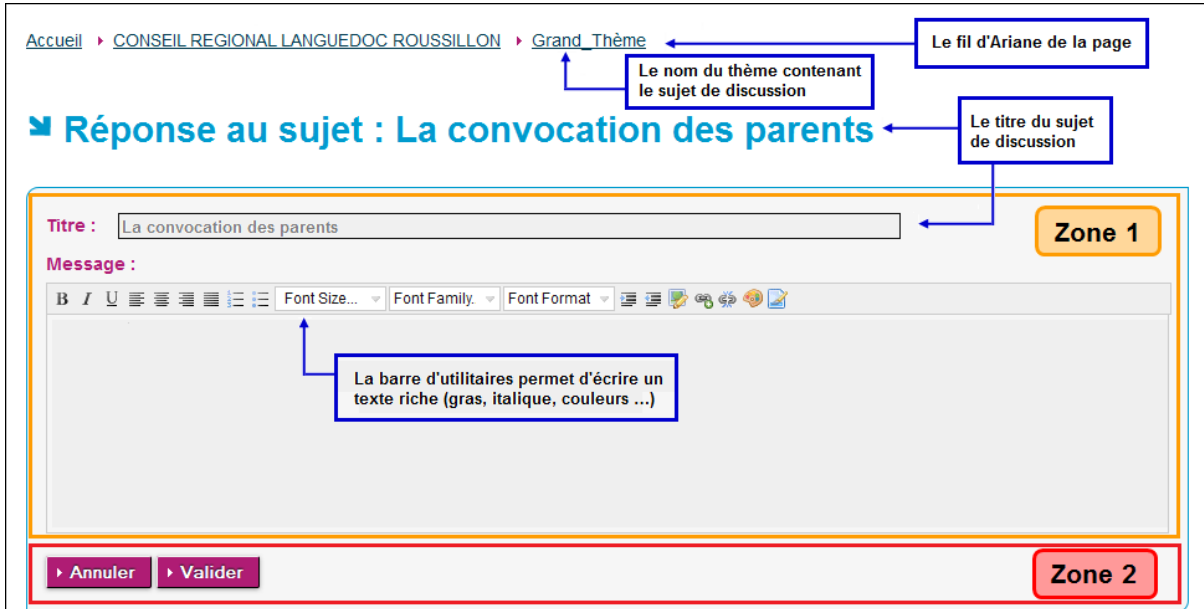 Accueil CONSEIL REGIONAL LANGUEDOC ROUSSILLON Grand_Thème
Le fil d'Ariane de la page
Le nom du thème contenant
le sujet de discussion
Réponse au sujet : La convocation des parents
Le titre du sujet
de discussion
Titre : La convocation des parents
Zone 1
Message :
B I U Font Size... Font Family. Font Format
La barre d'utilitaires permet d'écrire un
texte riche (gras, italique, couleurs ...)
Annuler Valider
Zone 2